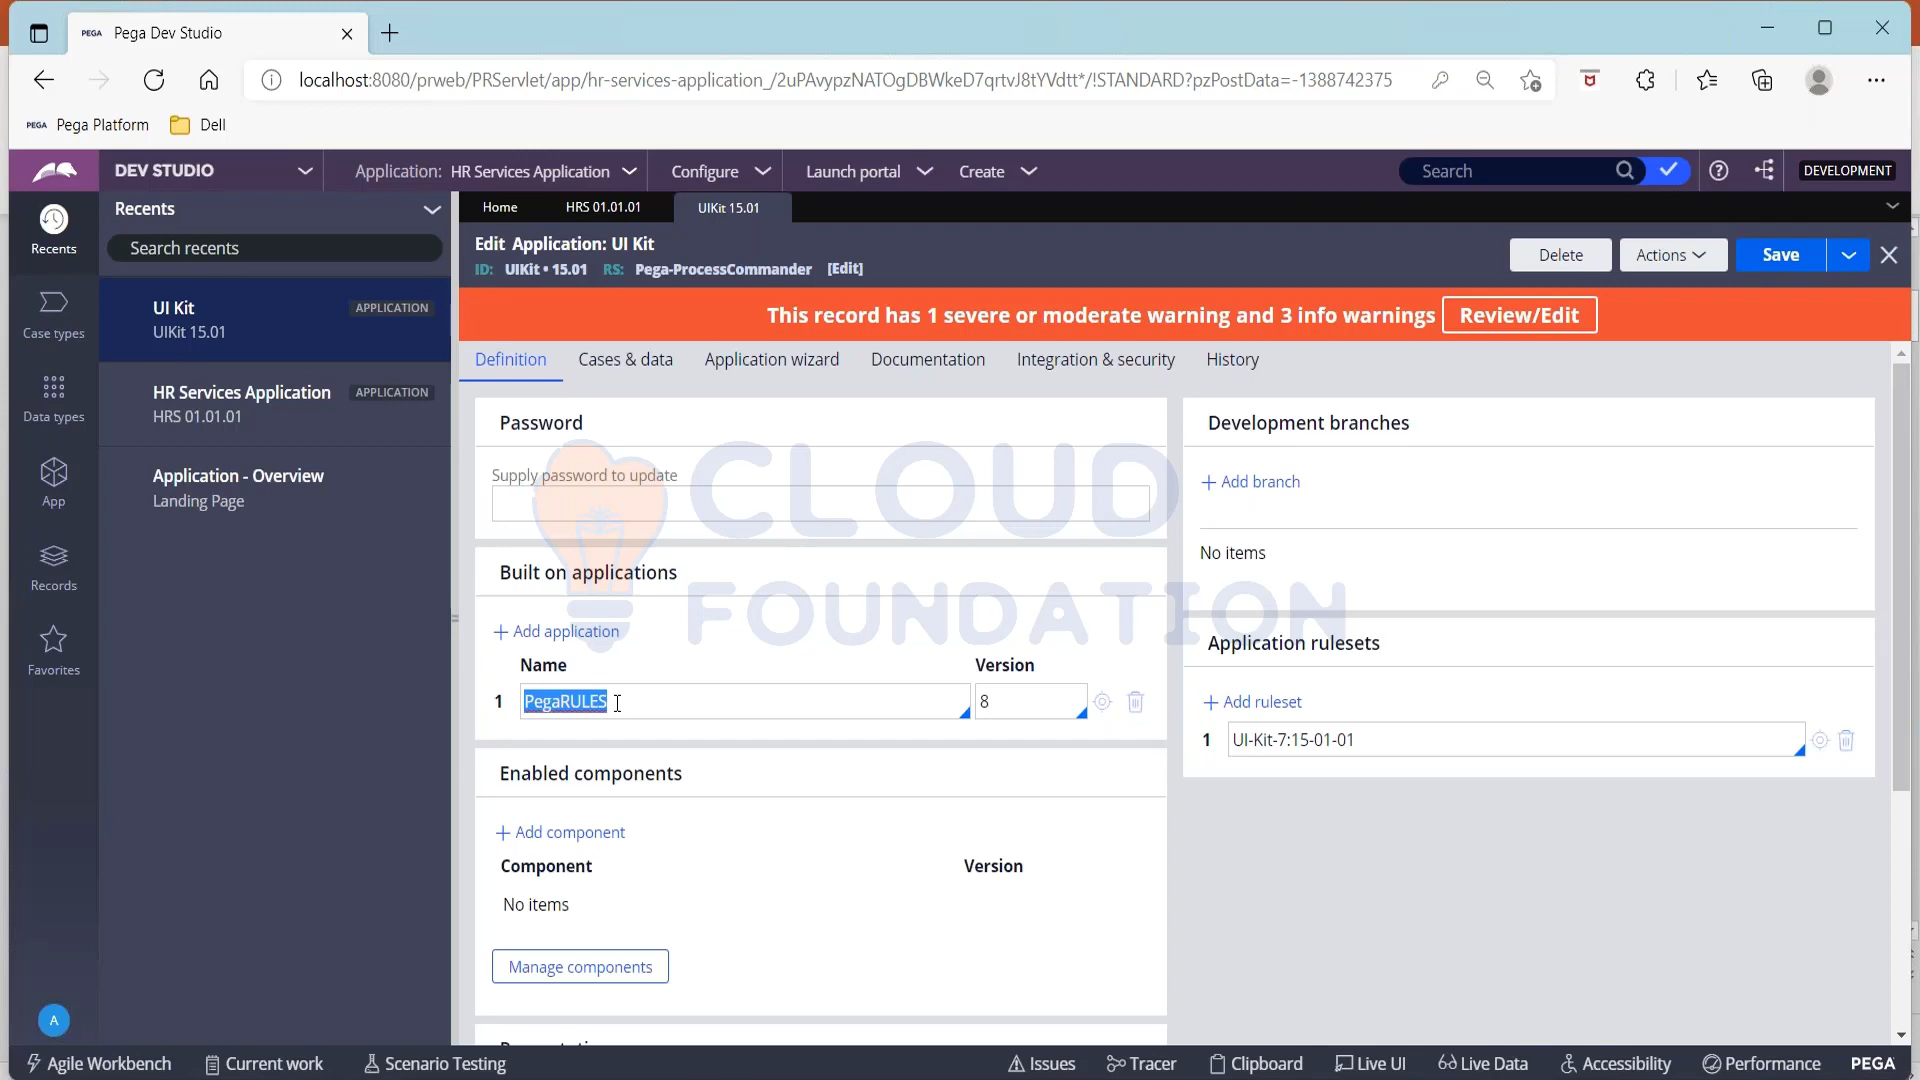 PEGA Pega Dev Studio
localhost:8080/prweb/PRServlet/app/hr-services-application_/2uPAvypzNATOgDBWkeD7qrtvJ8tYVdtt*/!STANDARD?pzPostData=-1388742375
PEGA Pega Platform Dell
DEV STUDIO Application: HR Services Application Configure Launch portal Create Search DEVELOPMENT
Recents
Search recents
Home HRS 01.01.01 UIKit 15.01
Edit Application: UI Kit
ID: UIKit • 15.01 RS: Pega-ProcessCommander [Edit]
Delete Actions Save
This record has 1 severe or moderate warning and 3 info warnings Review/Edit
Recents
Case types
Data types
App
Records
Favorites
A
UI Kit APPLICATION
UIKit 15.01
HR Services Application APPLICATION
HRS 01.01.01
Application - Overview
Landing Page
Definition Cases & data Application wizard Documentation Integration & security History
Password
Supply password to update
Built on applications
+ Add application
Name Version
1 PegaRULES 8
Enabled components
+ Add component
Component Version
No items
Manage components
Development branches
+ Add branch
No items
Application rulesets
+ Add ruleset
1 UI-Kit-7:15-01-01
CLOUD
FOUNDATION
Agile Workbench Current work Scenario Testing Issues Tracer Clipboard Live UI Live Data Accessibility Performance PEGA